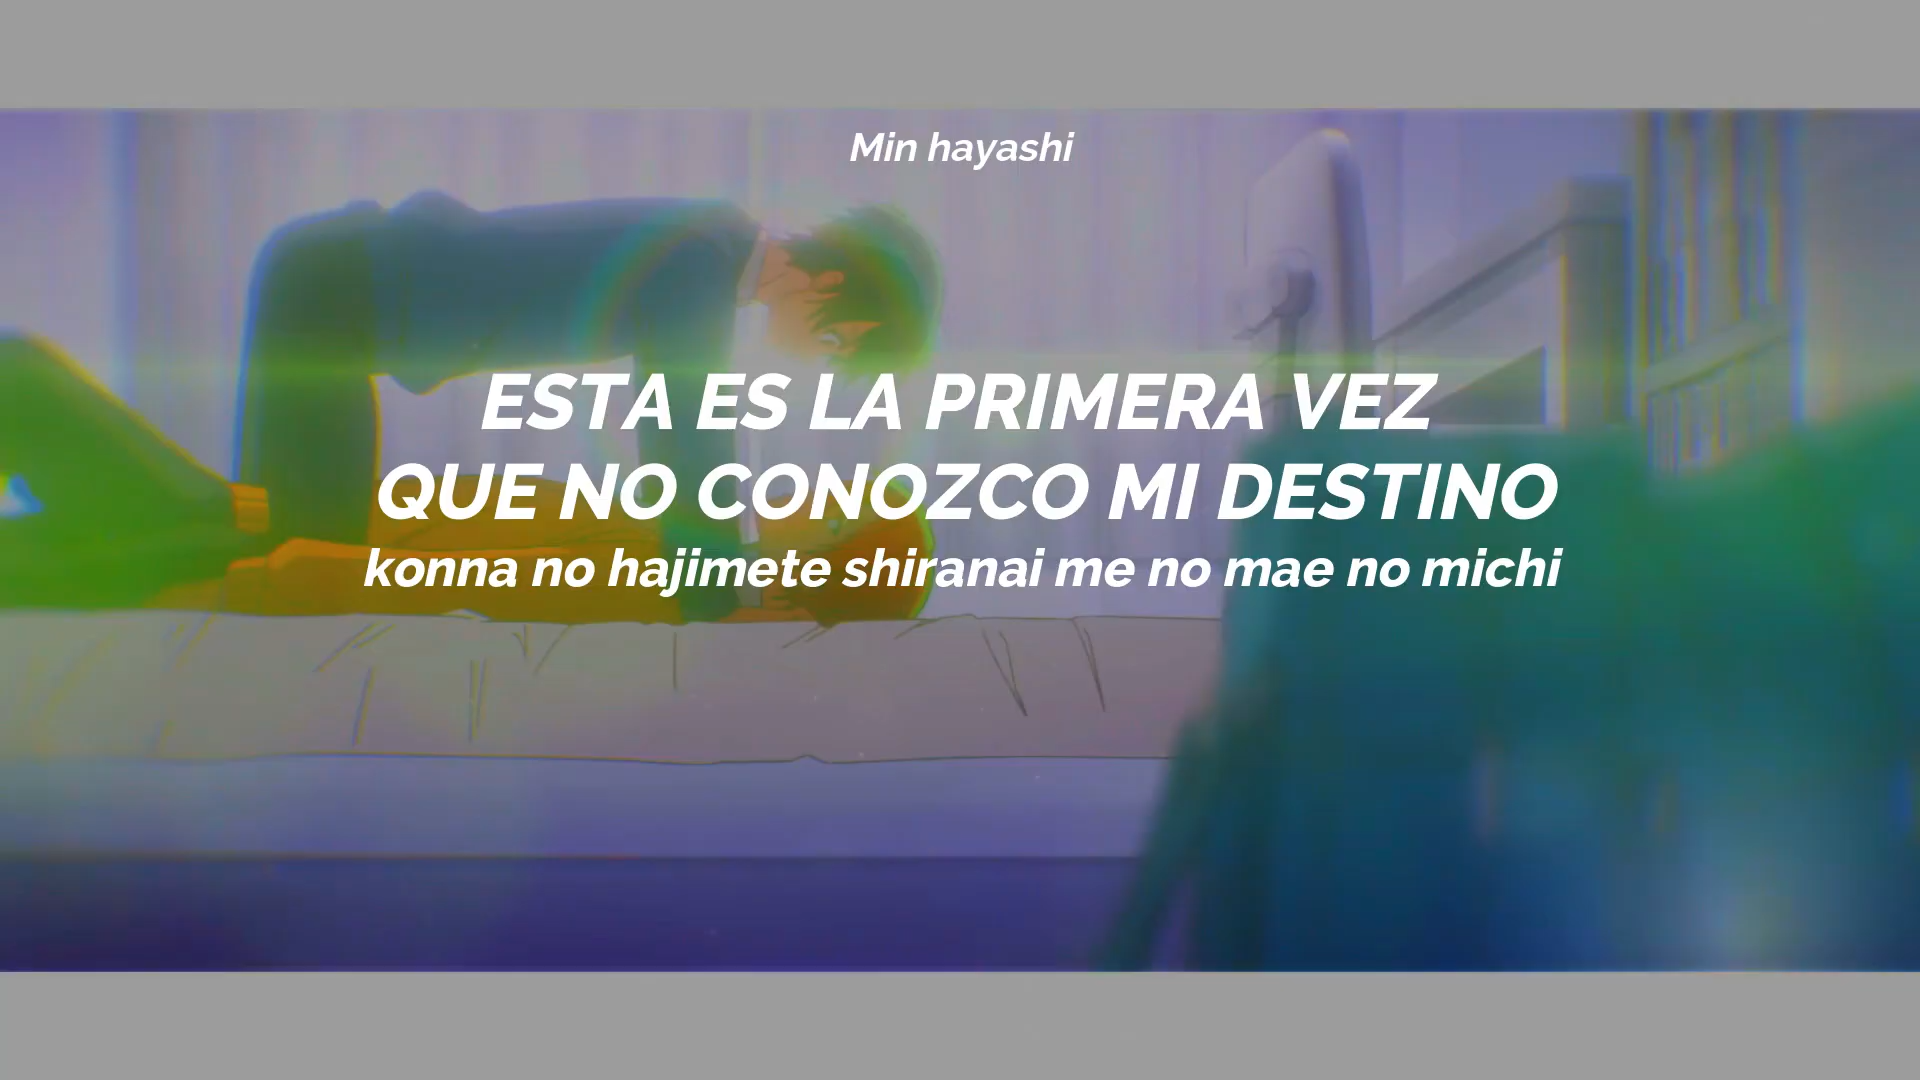 Min hayashi
ESTA ES LA PRIMERA VEZ
QUE NO CONOZCO MI DESTINO
konna no hajimete shiranai me no mae no michi